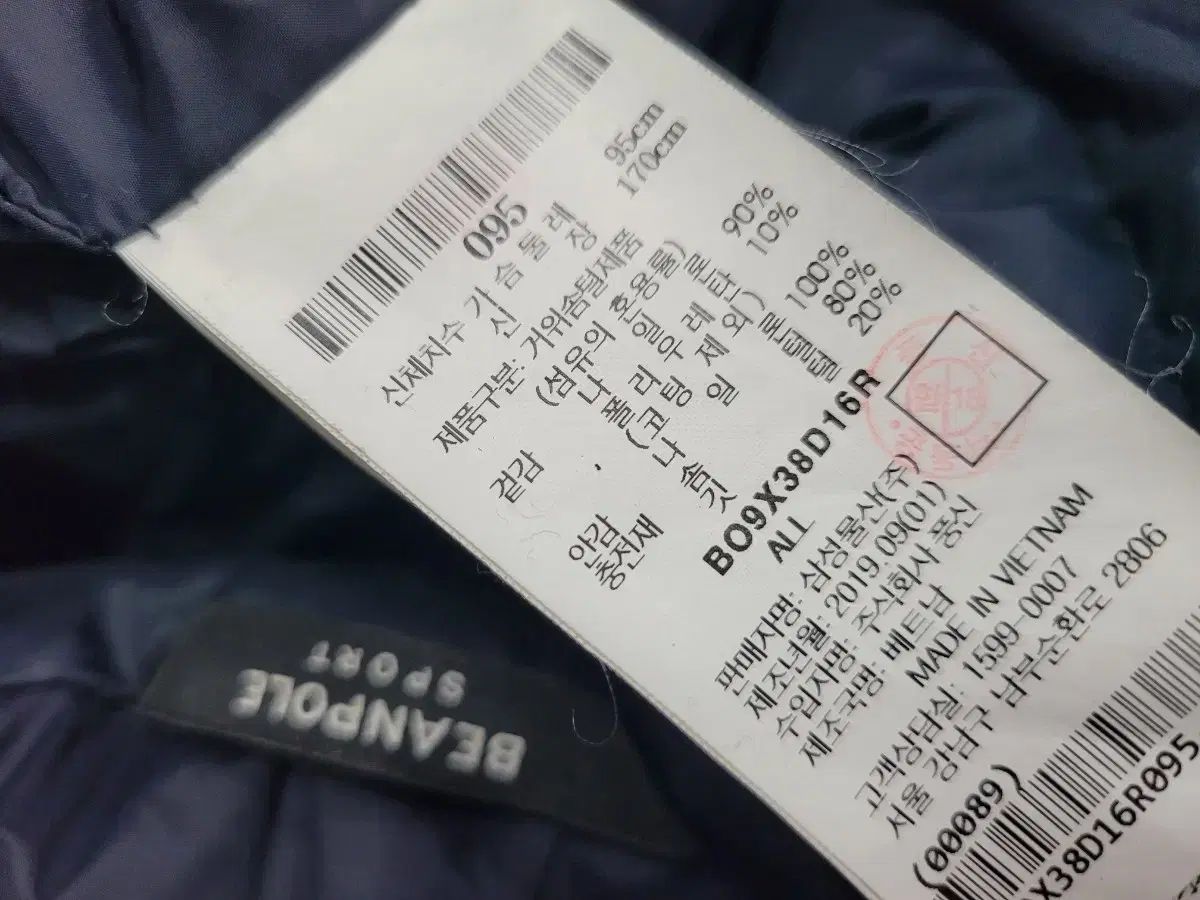 095
신체치수 가 슴 둘 레 95cm
신 장 170cm
제품구분: 거위솜털제품
(섬유의 혼용률)
겉감 나 일 론 90%
폴 리 우 레 탄 10%
(코 팅 제 외)
안감 나 일 론 100%
충전재 솜털 80%
깃털 20%
BO9X38D16R
ALL
판매자명: 삼성물산(주)
제조년월: 2019.09(01)
수입자명: 주식회사 풍신
제조국명: 베트남
MADE IN VIETNAM
고객상담실: 1599-0007
서울 강남구 남부순환로 2806
(00089)
X38D16R095
BEANPOLE
SPORT